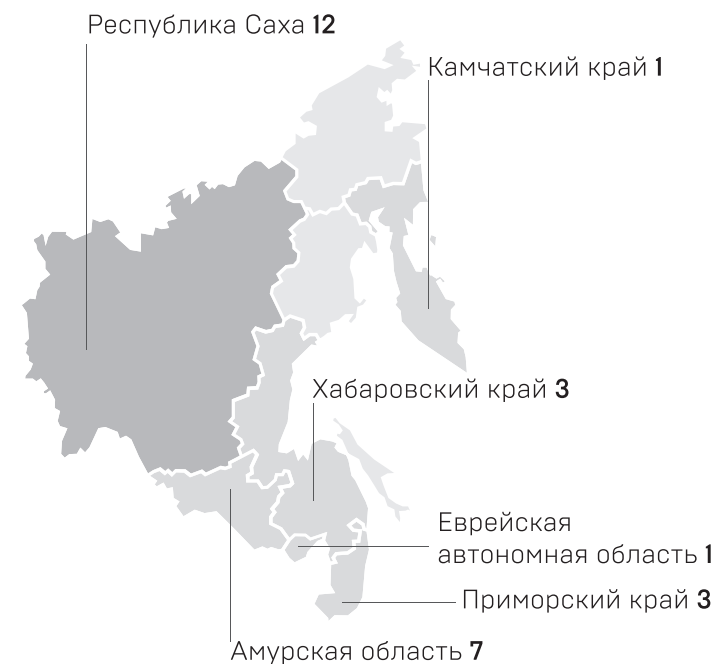 Республика Саха 12
Камчатский край 1
Хабаровский край 3
Еврейская
автономная область 1
Приморский край 3
Амурская область 7